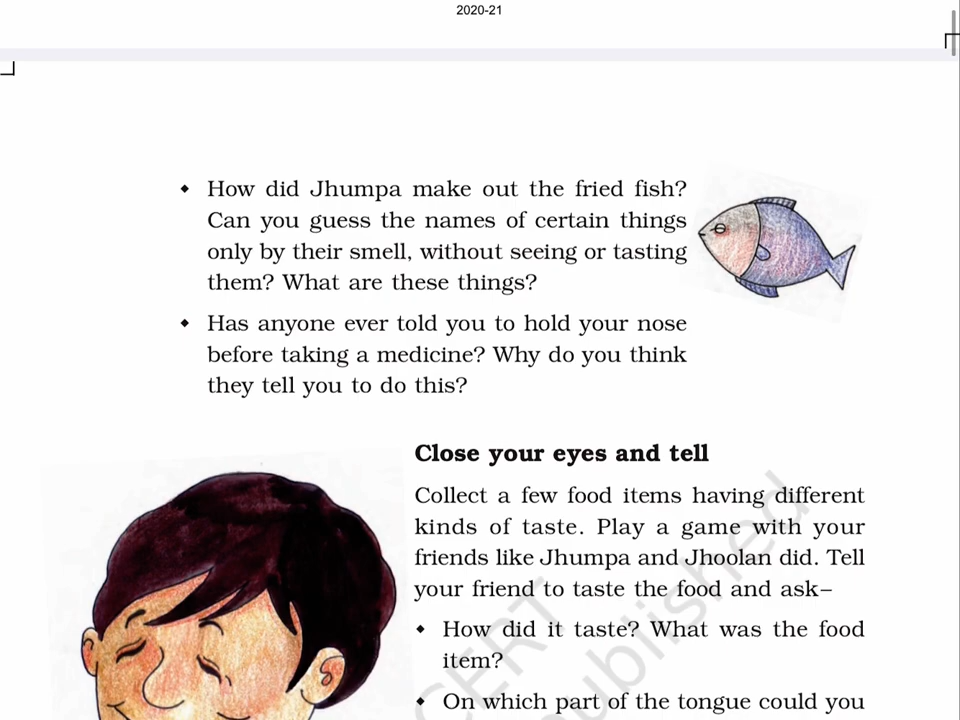 2020-21
◆ How did Jhumpa make out the fried fish?
Can you guess the names of certain things
only by their smell, without seeing or tasting
them? What are these things?
◆ Has anyone ever told you to hold your nose
before taking a medicine? Why do you think
they tell you to do this?
Close your eyes and tell
Collect a few food items having different
kinds of taste. Play a game with your
friends like Jhumpa and Jhoolan did. Tell
your friend to taste the food and ask–
◆ How did it taste? What was the food
item?
◆ On which part of the tongue could you